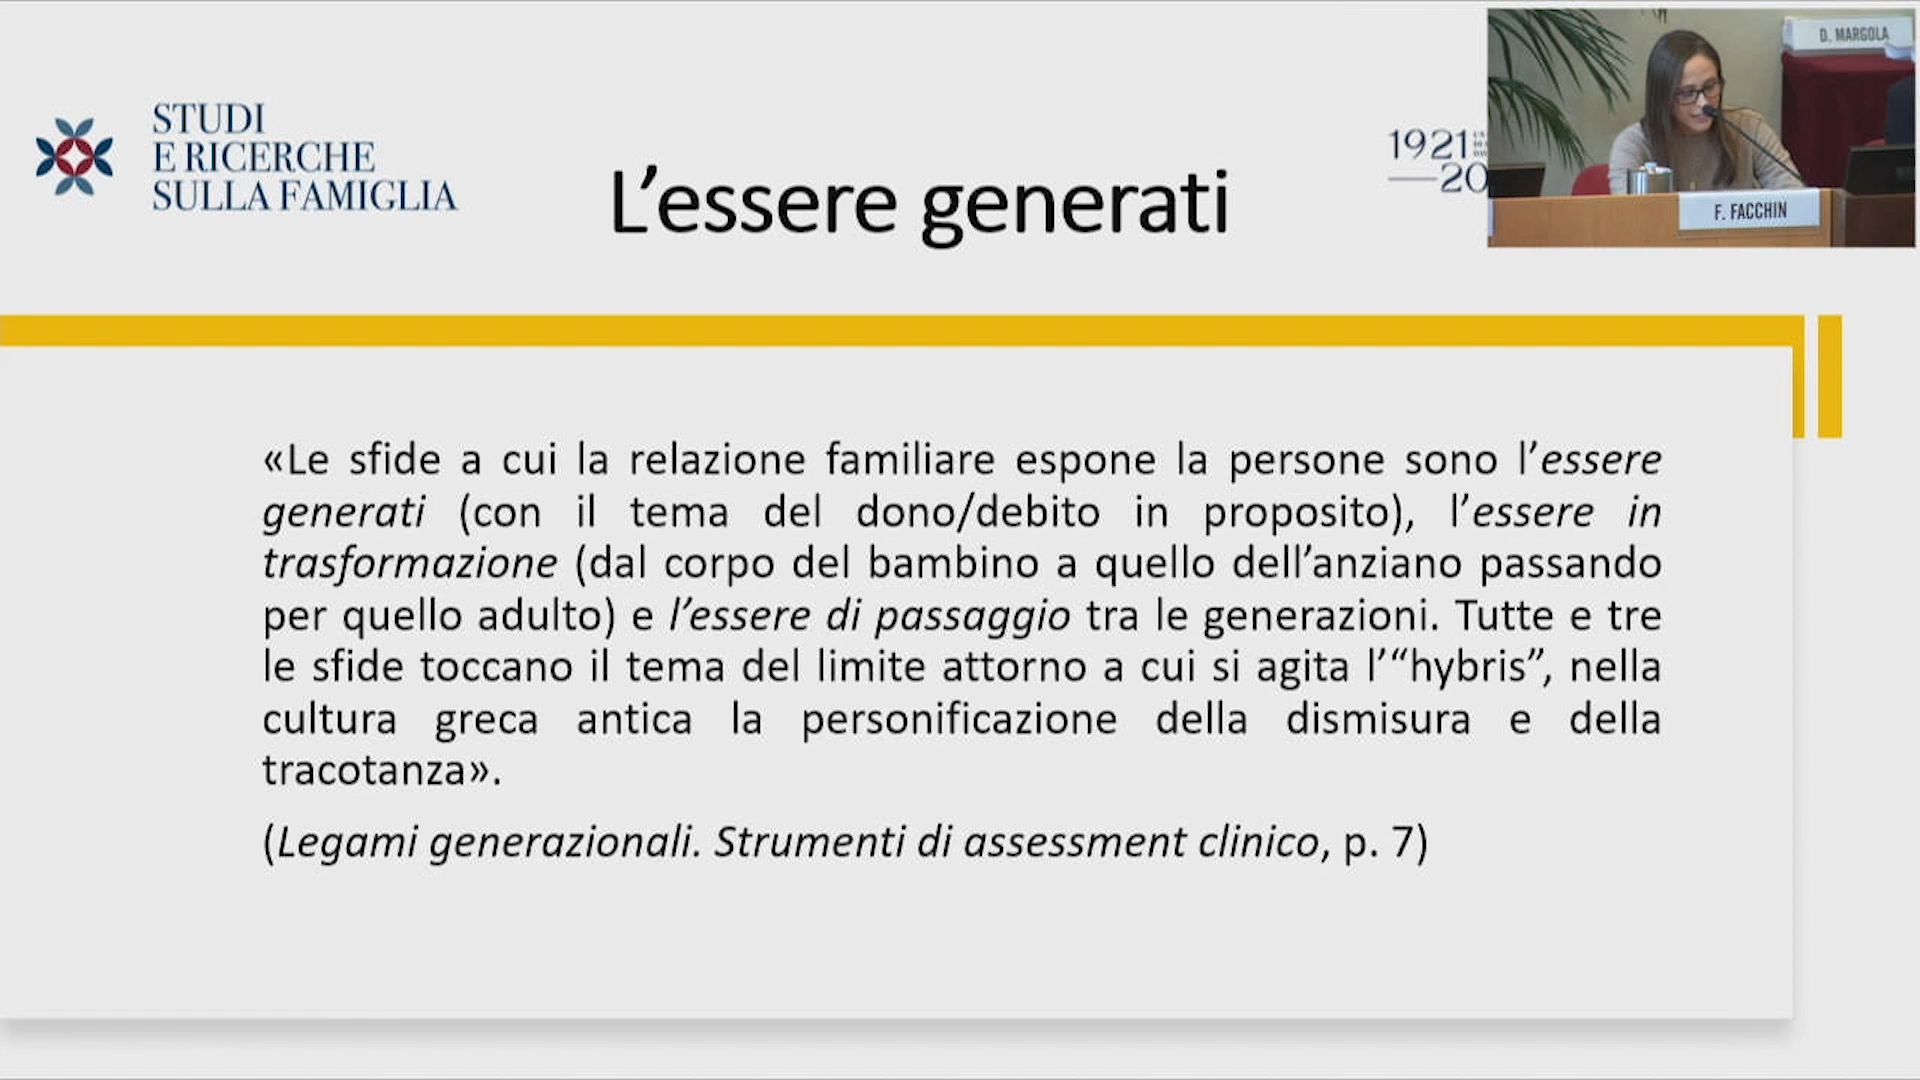 STUDI
E RICERCHE
SULLA FAMIGLIA
L’essere generati
1921
20
D. MARGOLA
F. FACCHIN
«Le sfide a cui la relazione familiare espone la persone sono l’essere
generati (con il tema del dono/debito in proposito), l’essere in
trasformazione (dal corpo del bambino a quello dell’anziano passando
per quello adulto) e l’essere di passaggio tra le generazioni. Tutte e tre
le sfide toccano il tema del limite attorno a cui si agita l’“hybris”, nella
cultura greca antica la personificazione della dismisura e della
tracotanza».
(Legami generazionali. Strumenti di assessment clinico, p. 7)